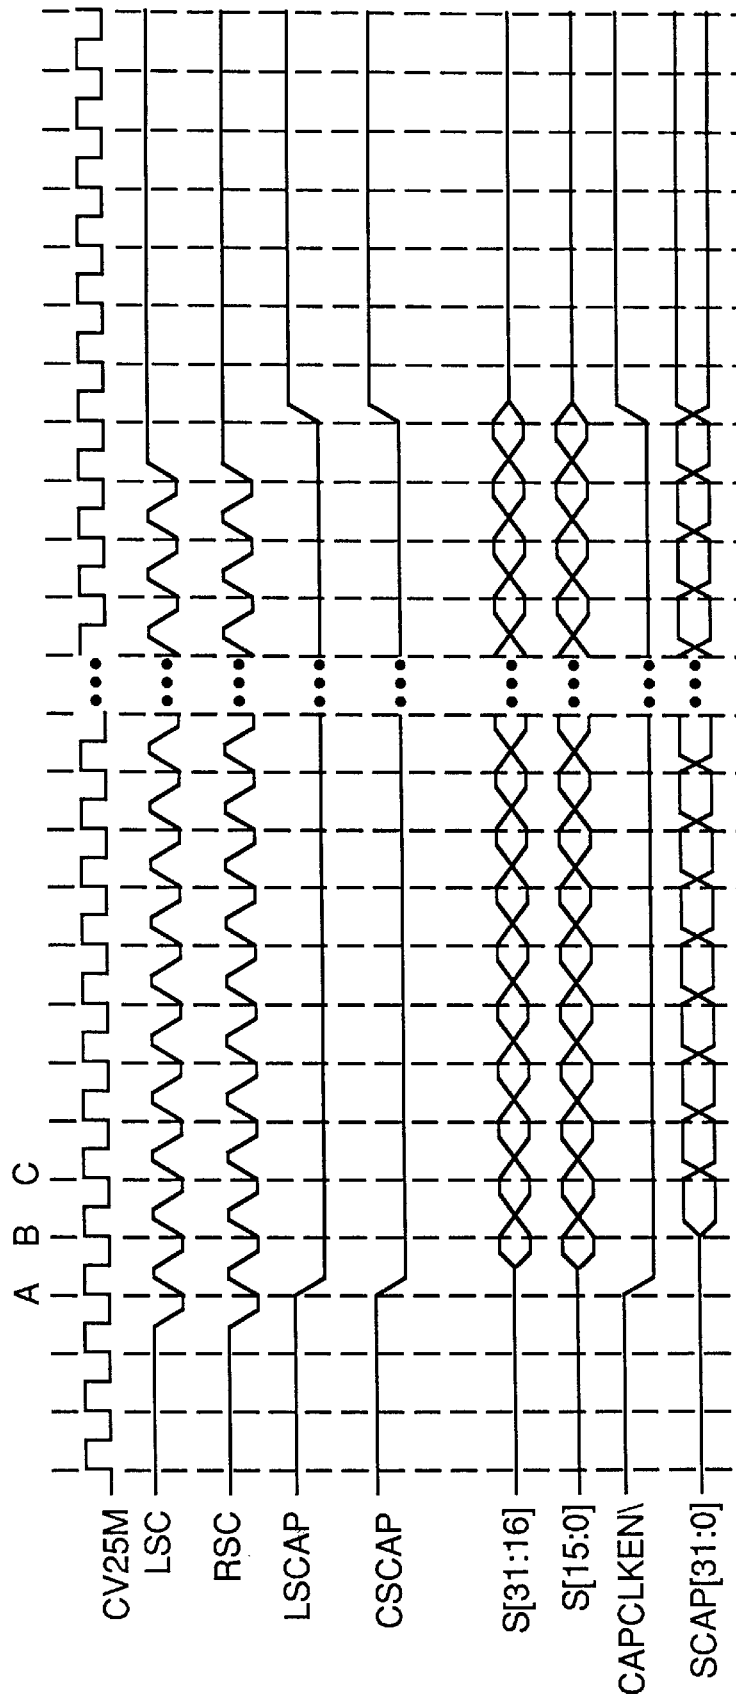 A B C
CV25M
LSC
RSC
LSCAP
CSCAP
S[31:16]
S[15:0]
CAPCLKEN\
SCAP[31:0]